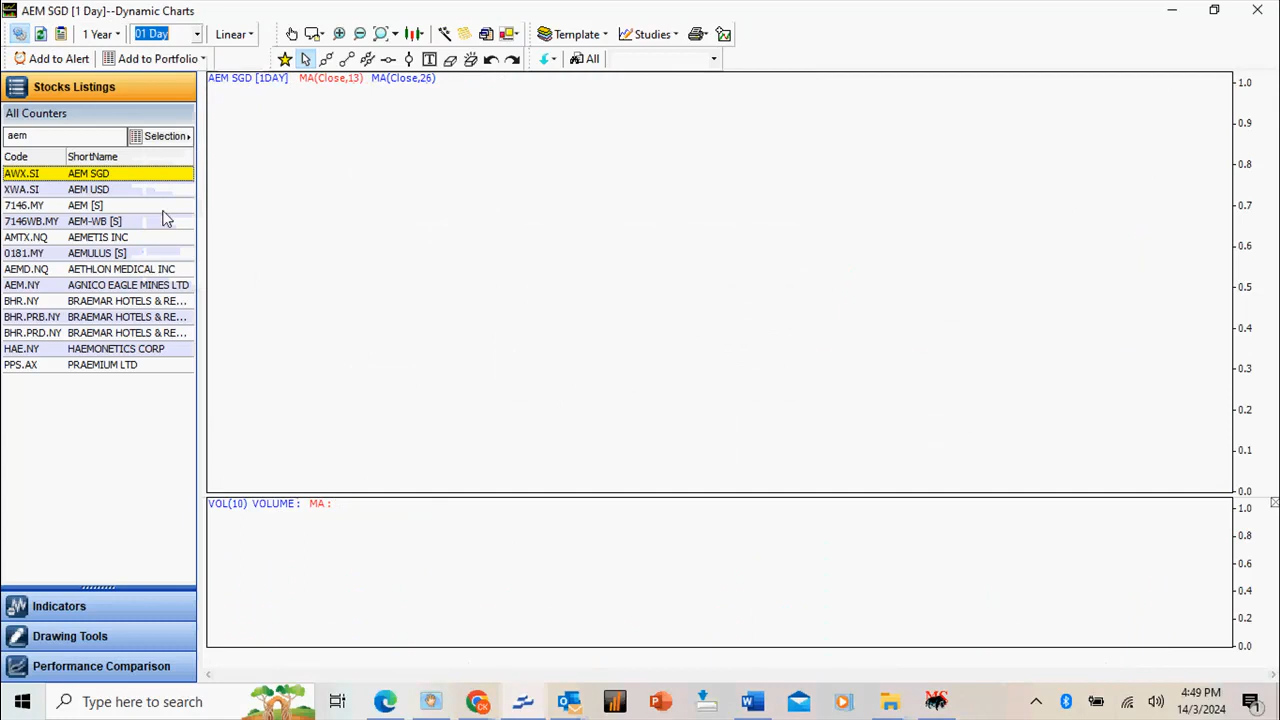 AEM SGD [1 Day]--Dynamic Charts
1 Year 01 Day Linear Template Studies
Add to Alert Add to Portfolio All
Stocks Listings
All Counters
aem Selection
Code ShortName
AWX.SI AEM SGD
XWA.SI AEM USD
7146.MY AEM [S]
7146WB.MY AEM-WB [S]
AMTX.NQ AEMETIS INC
0181.MY AEMULUS [S]
AEMD.NQ AETHLON MEDICAL INC
AEM.NY AGNICO EAGLE MINES LTD
BHR.NY BRAEMAR HOTELS & RE...
BHR.PRB.NY BRAEMAR HOTELS & RE...
BHR.PRD.NY BRAEMAR HOTELS & RE...
HAE.NY HAEMONETICS CORP
PPS.AX PRAEMIUM LTD
Indicators
Drawing Tools
Performance Comparison
AEM SGD [1DAY] MA(Close,13) MA(Close,26)
1.0
0.9
0.8
0.7
0.6
0.5
0.4
0.3
0.2
0.1
0.0
VOL(10) VOLUME: MA:
1.0
0.8
0.6
0.4
0.2
0.0
Type here to search
4:49 PM
14/3/2024
1